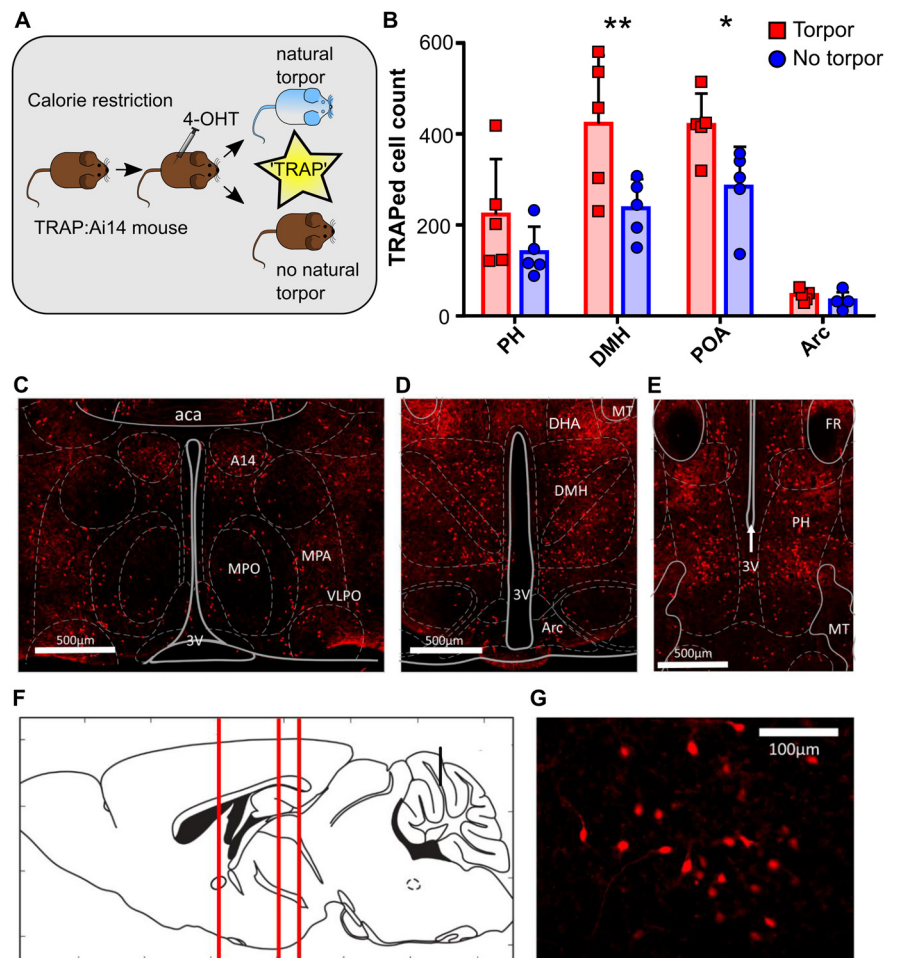 A
natural
torpor
Calorie restriction
4-OHT
'TRAP'
TRAP:Ai14 mouse
no natural
torpor
B
**
*
Torpor
No torpor
TRAPed cell count
600
400
200
0
PH
DMH
POA
Arc
C
aca
A14
MPO
MPA
VLPO
3V
500µm
D
MT
DHA
DMH
3V
Arc
500µm
E
FR
PH
3V
MT
500µm
F
G
100µm